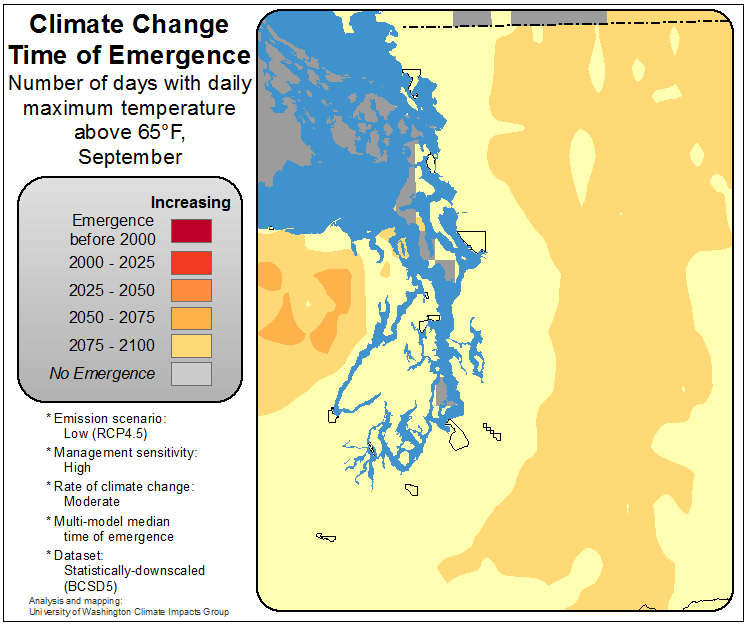 Climate Change
Time of Emergence
Number of days with daily
maximum temperature
above 65°F,
September
Increasing
Emergence
before 2000
2000 - 2025
2025 - 2050
2050 - 2075
2075 - 2100
No Emergence
* Emission scenario:
Low (RCP4.5)
* Management sensitivity:
High
* Rate of climate change:
Moderate
* Multi-model median
time of emergence
* Dataset:
Statistically-downscaled
(BCSD5)
Analysis and mapping:
University of Washington Climate Impacts Group